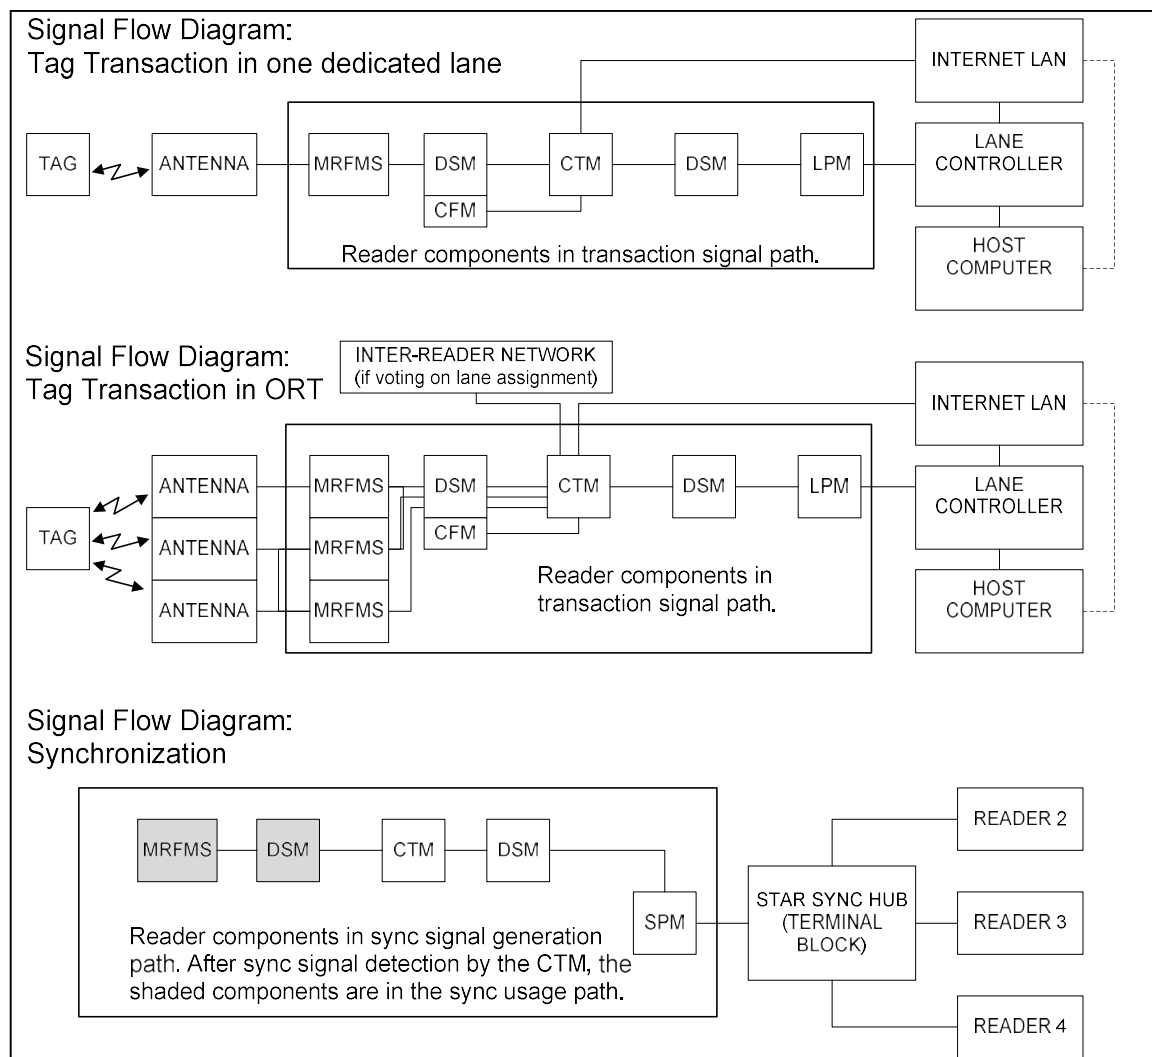 Signal Flow Diagram:
Tag Transaction in one dedicated lane
INTERNET LAN
TAG
ANTENNA
MRFMS
DSM
CFM
CTM
DSM
LPM
LANE
CONTROLLER
HOST
COMPUTER
Reader components in transaction signal path.
Signal Flow Diagram:
Tag Transaction in ORT
INTER-READER NETWORK
(if voting on lane assignment)
INTERNET LAN
TAG
ANTENNA
ANTENNA
ANTENNA
MRFMS
MRFMS
MRFMS
DSM
CFM
CTM
DSM
LPM
LANE
CONTROLLER
HOST
COMPUTER
Reader components in
transaction signal path.
Signal Flow Diagram:
Synchronization
MRFMS
DSM
CTM
DSM
SPM
STAR SYNC HUB
(TERMINAL
BLOCK)
READER 2
READER 3
READER 4
Reader components in sync signal generation
path. After sync signal detection by the CTM, the
shaded components are in the sync usage path.